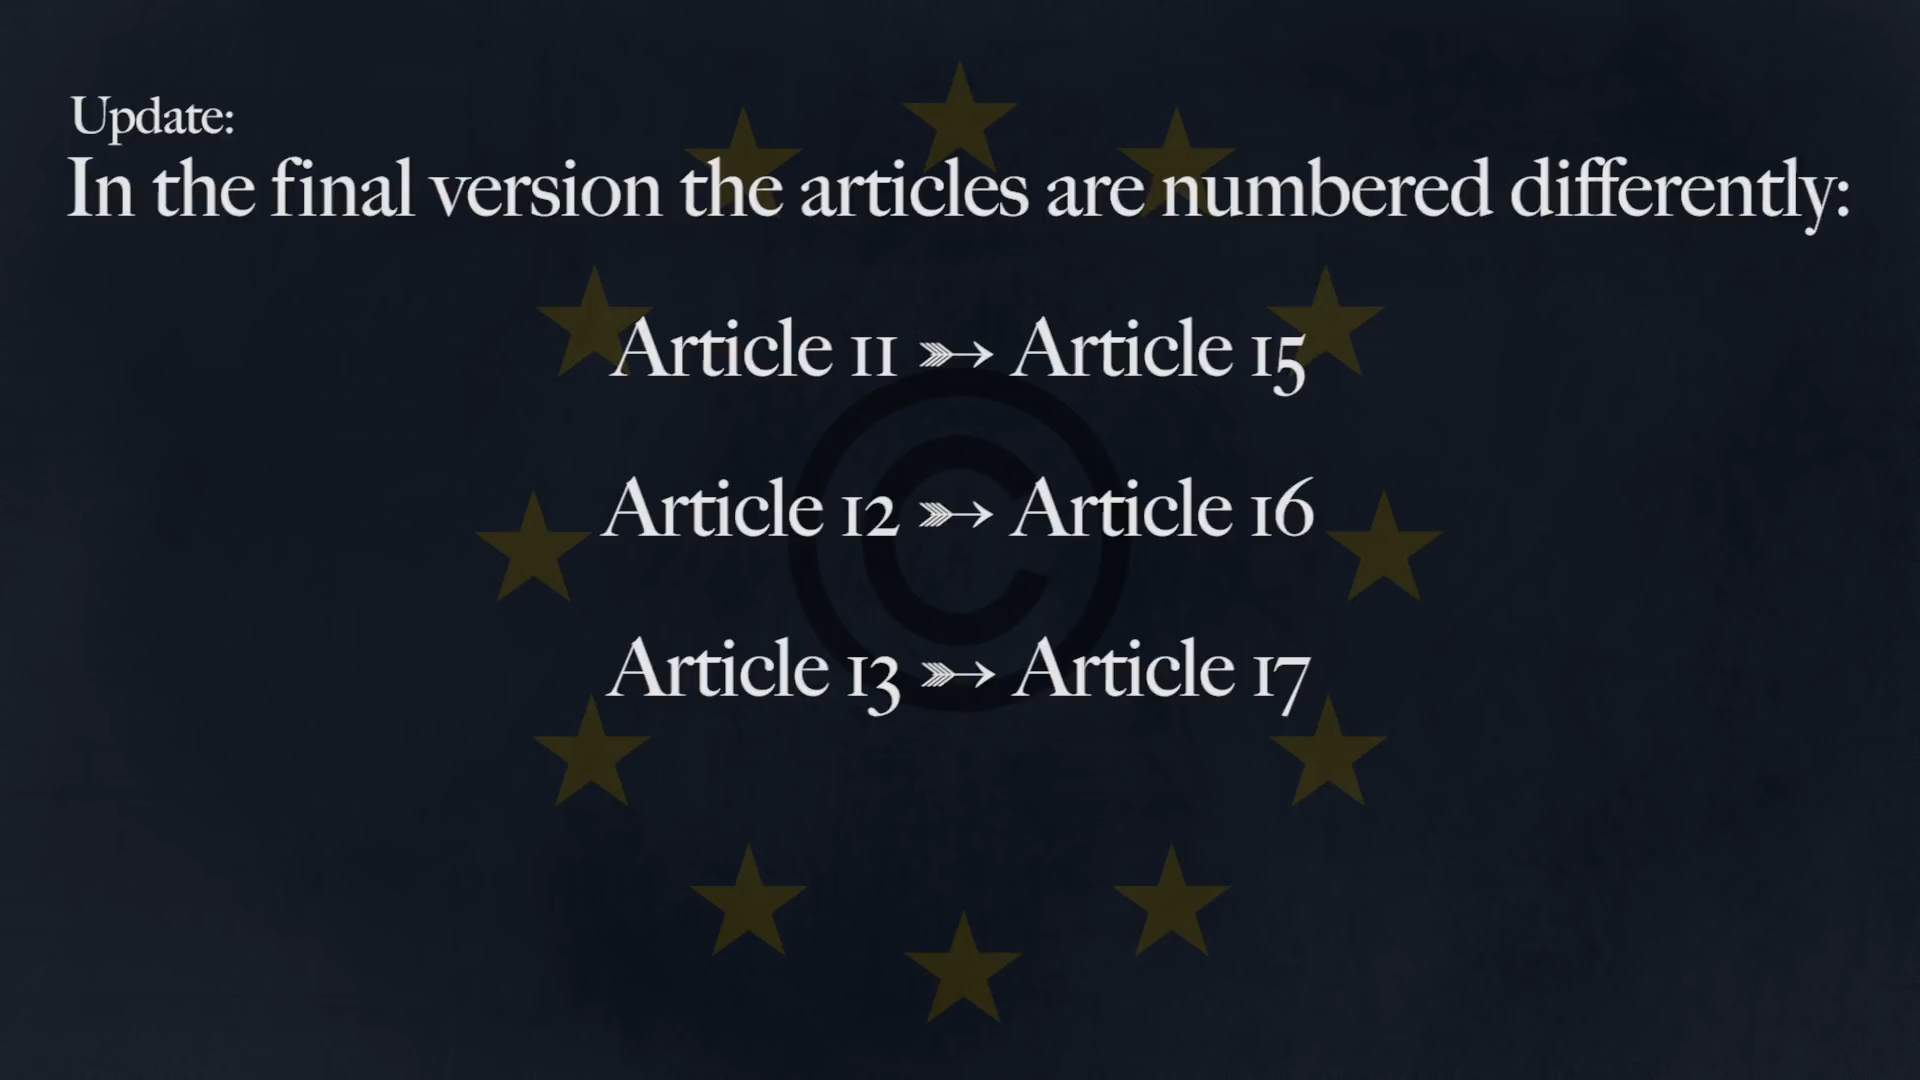 Update:
In the final version the articles are numbered differently:
Article 11 ➳ Article 15
Article 12 ➳ Article 16
Article 13 ➳ Article 17
©